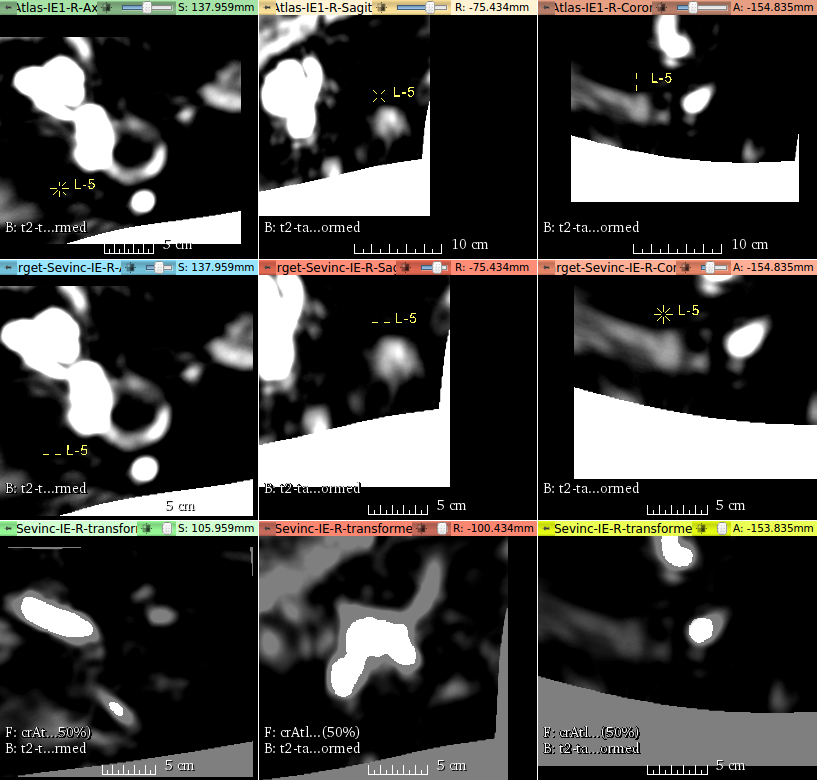 Atlas-IE1-R-Ax S: 137.959mm
Atlas-IE1-R-Sagit R: -75.434mm
Atlas-IE1-R-Coror A: -154.835mm
L-5
L-5
L-5
B: t2-t...rmed
5 cm
B: t2-ta...ormed
10 cm
B: t2-ta...ormed
10 cm
rget-Sevinc-IE-R-A S: 137.959mm
rget-Sevinc-IE-R-Sag R: -75.434mm
rget-Sevinc-IE-R-Cor A: -154.835mm
L-5
L-5
L-5
B: t2-t...rmed
5 cm
B: t2-ta...ormed
5 cm
B: t2-ta...ormed
5 cm
Sevinc-IE-R-transforn S: 105.959mm
Sevinc-IE-R-transforme R: -100.434mm
Sevinc-IE-R-transforme A: -153.835mm
F: crAt...50%)
B: t2-t...rmed
5 cm
F: crAtl...(50%)
B: t2-ta...ormed
5 cm
F: crAtl...(50%)
B: t2-ta...ormed
5 cm